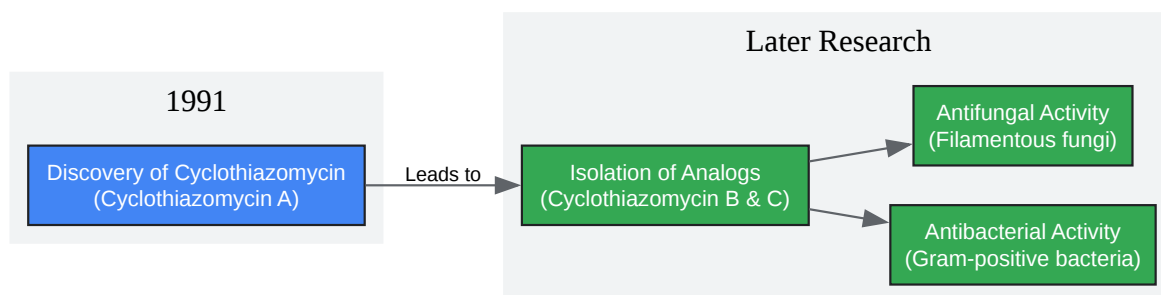 1991
Discovery of Cyclothiazomycin
(Cyclothiazomycin A)
Leads to
Later Research
Isolation of Analogs
(Cyclothiazomycin B & C)
Antifungal Activity
(Filamentous fungi)
Antibacterial Activity
(Gram-positive bacteria)